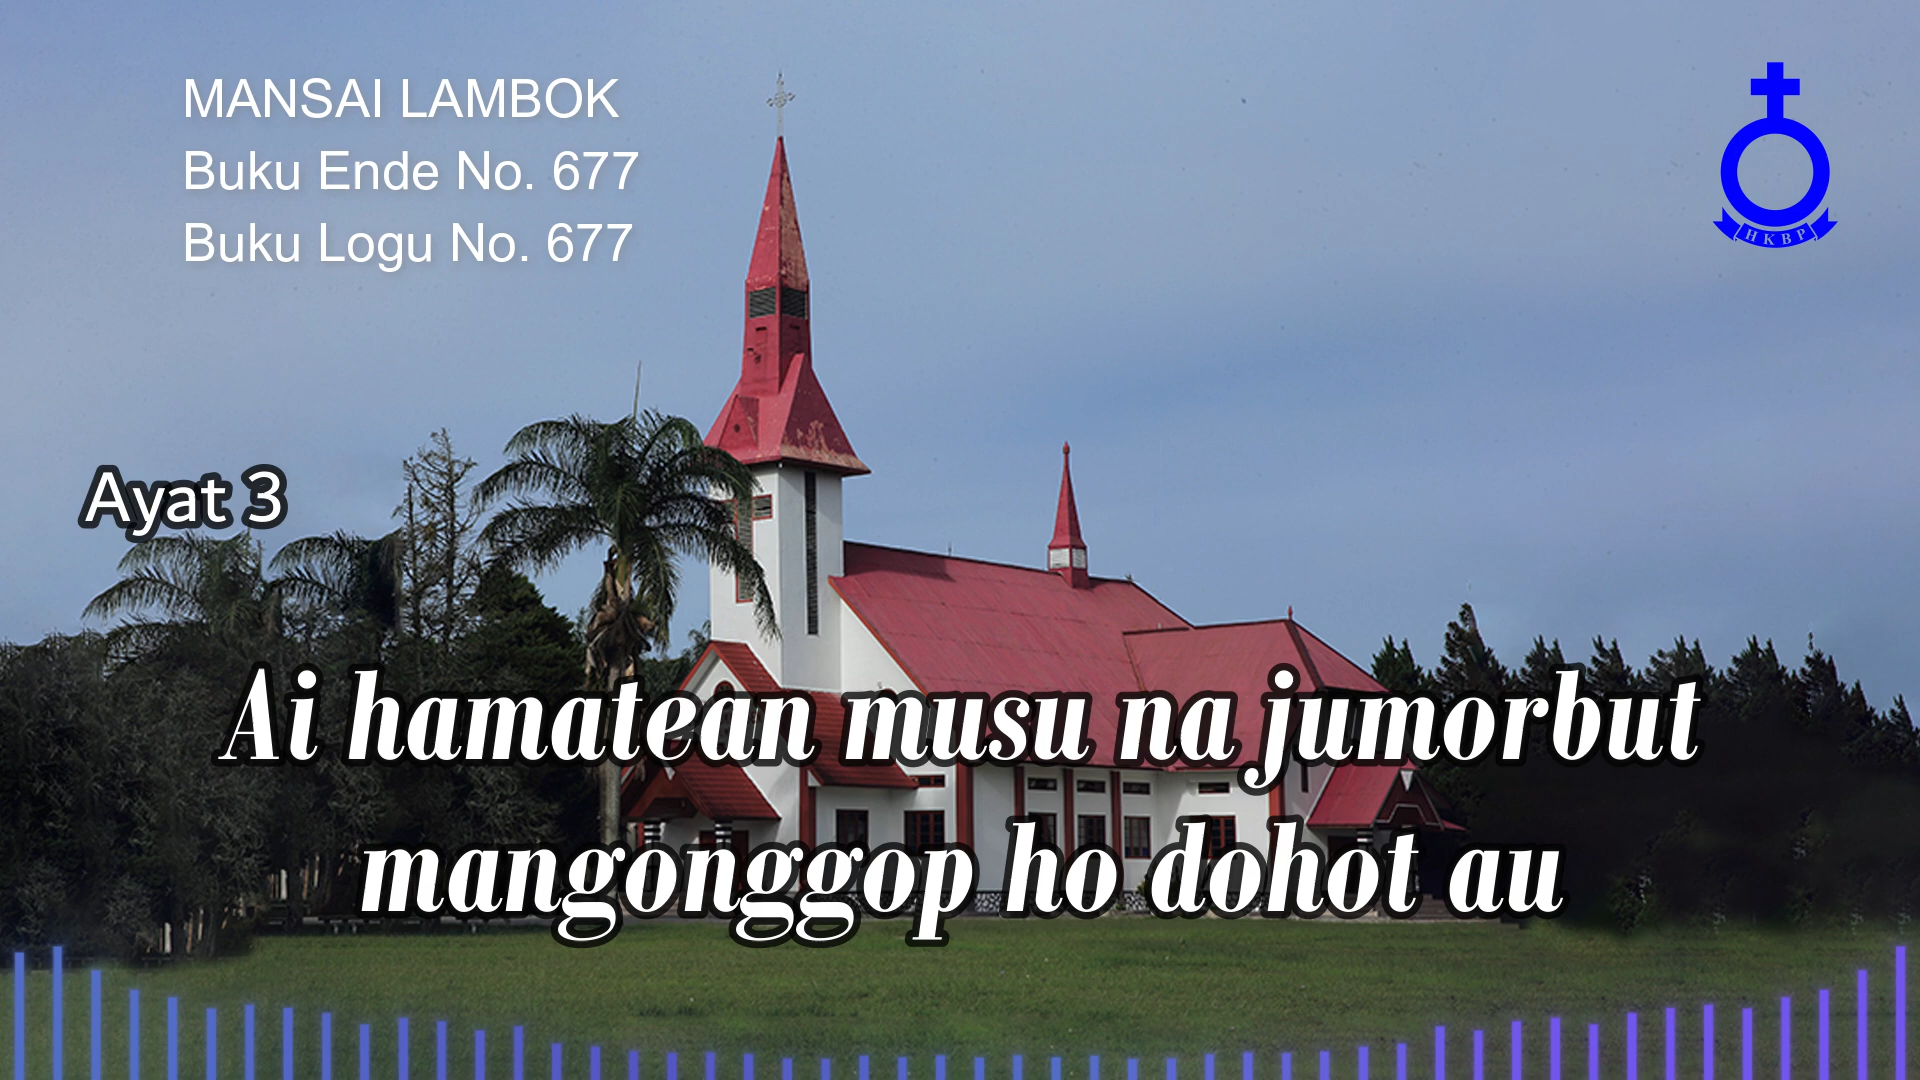 MANSAI LAMBOK
Buku Ende No. 677
Buku Logu No. 677
HKBP
Ayat 3
Ai hamatean musu na jumorbut
mangonggop ho dohot au